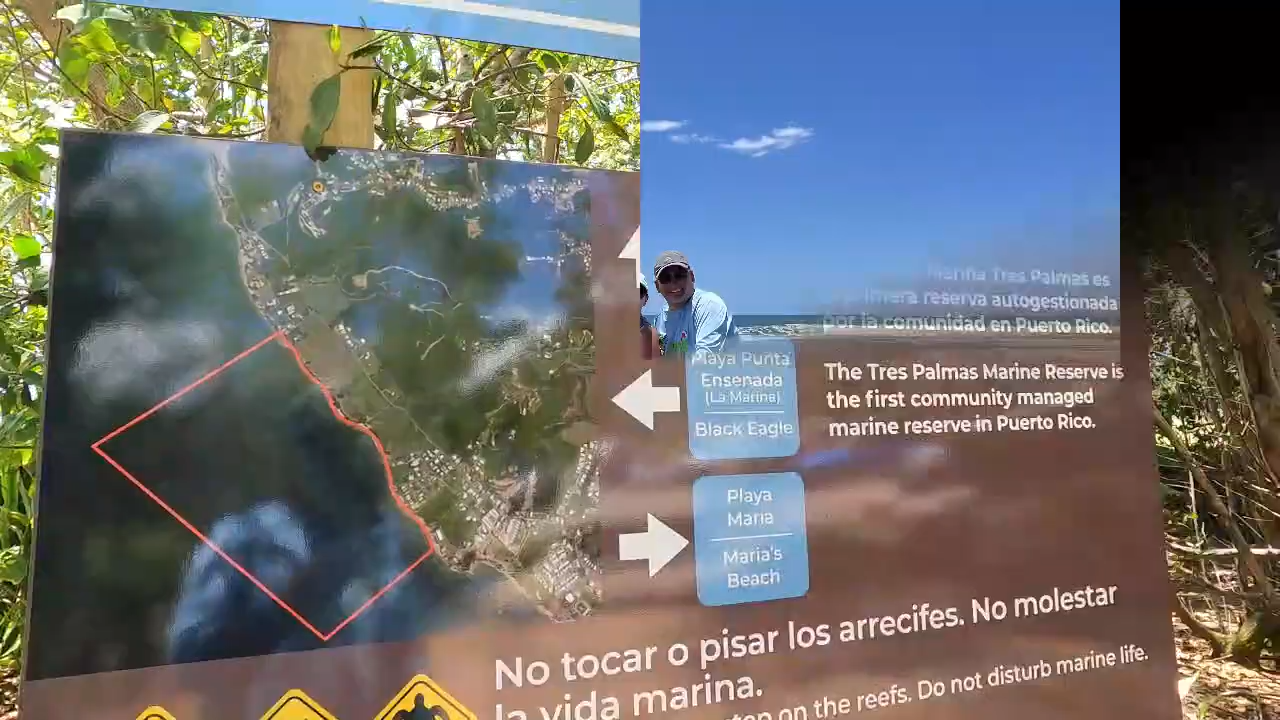 Marina Tres Palmas es
primera reserva autogestionada
por la comunidad en Puerto Rico.
Playa Punta
Ensenada
(La Marina)
Black Eagle
The Tres Palmas Marine Reserve is
the first community managed
marine reserve in Puerto Rico.
Playa
Maria
Maria's
Beach
No tocar o pisar los arrecifes. No molestar
la vida marina.
on the reefs. Do not disturb marine life.